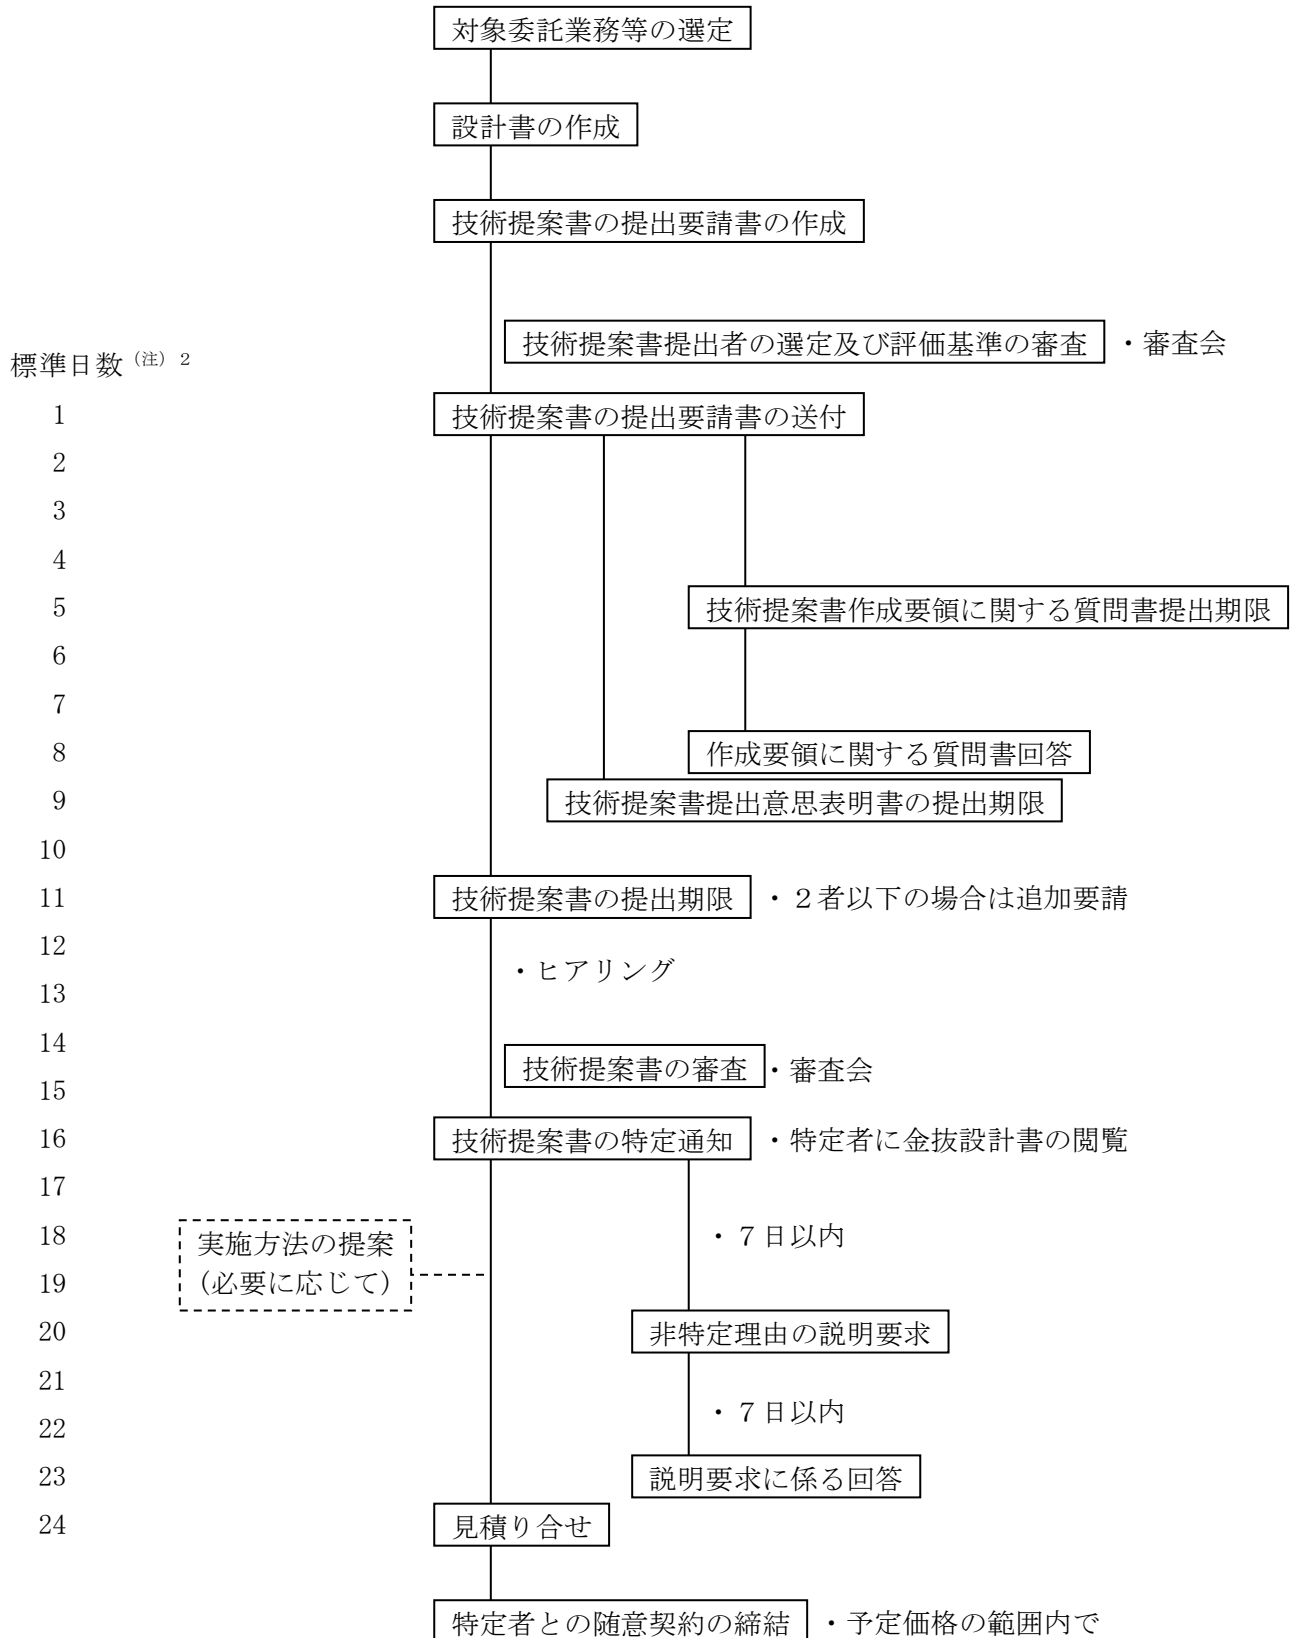 対象委託業務等の選定
設計書の作成
技術提案書の提出要請書の作成
技術提案書提出者の選定及び評価基準の審査 ・審査会
標準日数（注）２
1 技術提案書の提出要請書の送付
2
3
4
5 技術提案書作成要領に関する質問書提出期限
6
7
8 作成要領に関する質問書回答
9 技術提案書提出意思表明書の提出期限
10
11 技術提案書の提出期限 ・２者以下の場合は追加要請
12
・ヒアリング
13
14
技術提案書の審査 ・審査会
15
16 技術提案書の特定通知 ・特定者に金抜設計書の閲覧
17
18 実施方法の提案 ・７日以内
19 （必要に応じて）
20 非特定理由の説明要求
21
・７日以内
22
23 説明要求に係る回答
24 見積り合せ
特定者との随意契約の締結 ・予定価格の範囲内で